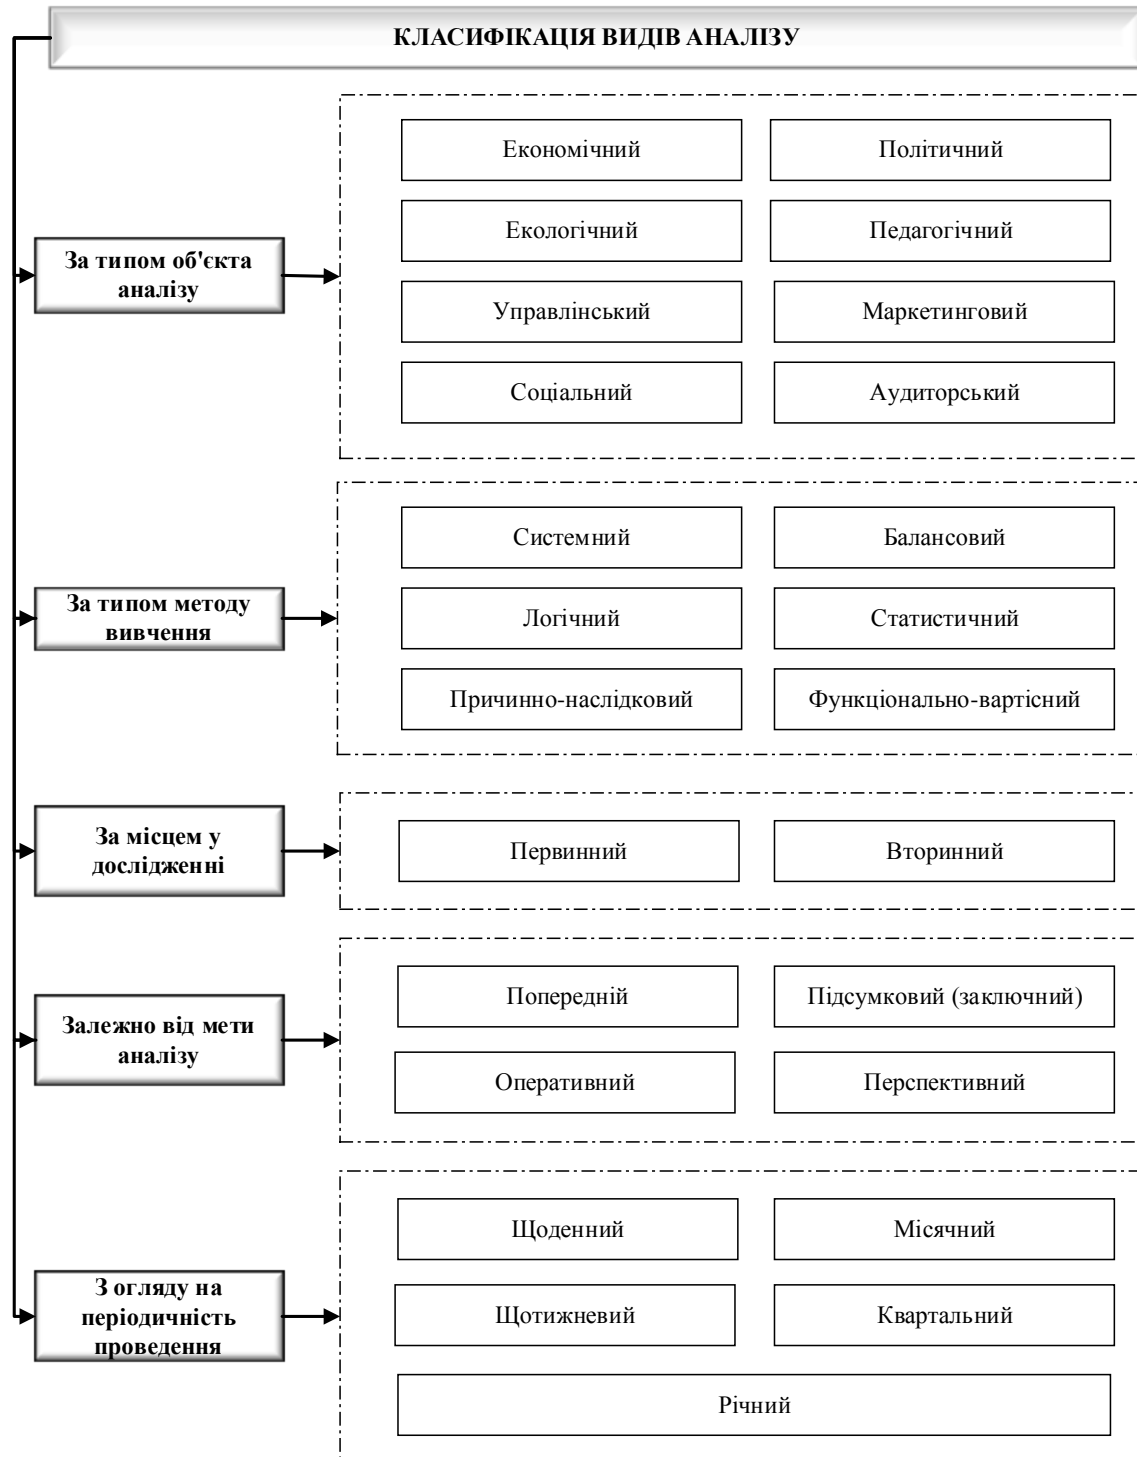 КЛАСИФІКАЦІЯ ВИДІВ АНАЛІЗУ
За типом об'єкта
аналізу
Економічний
Політичний
Екологічний
Педагогічний
Управлінський
Маркетинговий
Соціальний
Аудиторський
За типом методу
вивчення
Системний
Балансовий
Логічний
Статистичний
Причинно-наслідковий
Функціонально-вартісний
За місцем у
дослідженні
Первинний
Вторинний
Залежно від мети
аналізу
Попередній
Підсумковий (заключний)
Оперативний
Перспективний
З огляду на
періодичність
проведення
Щоденний
Місячний
Щотижневий
Квартальний
Річний